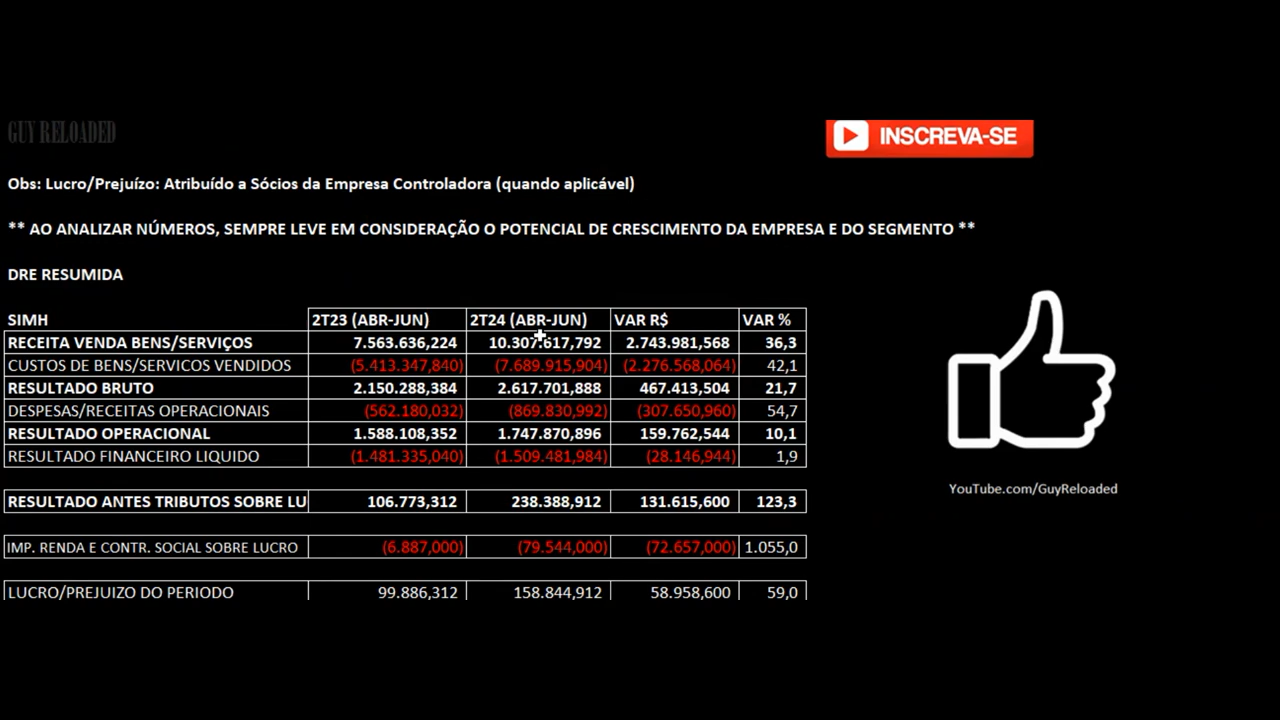 GUY RELOADED
INSCREVA-SE
Obs: Lucro/Prejuízo: Atribuído a Sócios da Empresa Controladora (quando aplicável)
** AO ANALIZAR NÚMEROS, SEMPRE LEVE EM CONSIDERAÇÃO O POTENCIAL DE CRESCIMENTO DA EMPRESA E DO SEGMENTO **
DRE RESUMIDA
SIMH 2T23 (ABR-JUN) 2T24 (ABR-JUN) VAR R$ VAR %
RECEITA VENDA BENS/SERVIÇOS 7.563.636,224 10.307.617,792 2.743.981,568 36,3
CUSTOS DE BENS/SERVICOS VENDIDOS (5.413.347,840) (7.689.915,904) (2.276.568,064) 42,1
RESULTADO BRUTO 2.150.288,384 2.617.701,888 467.413,504 21,7
DESPESAS/RECEITAS OPERACIONAIS (562.180,032) (869.830,992) (307.650,960) 54,7
RESULTADO OPERACIONAL 1.588.108,352 1.747.870,896 159.762,544 10,1
RESULTADO FINANCEIRO LIQUIDO (1.481.335,040) (1.509.481,984) (28.146,944) 1,9
RESULTADO ANTES TRIBUTOS SOBRE LU 106.773,312 238.388,912 131.615,600 123,3
IMP. RENDA E CONTR. SOCIAL SOBRE LUCRO (6.887,000) (79.544,000) (72.657,000) 1.055,0
LUCRO/PREJUIZO DO PERIODO 99.886,312 158.844,912 58.958,600 59,0
YouTube.com/GuyReloaded